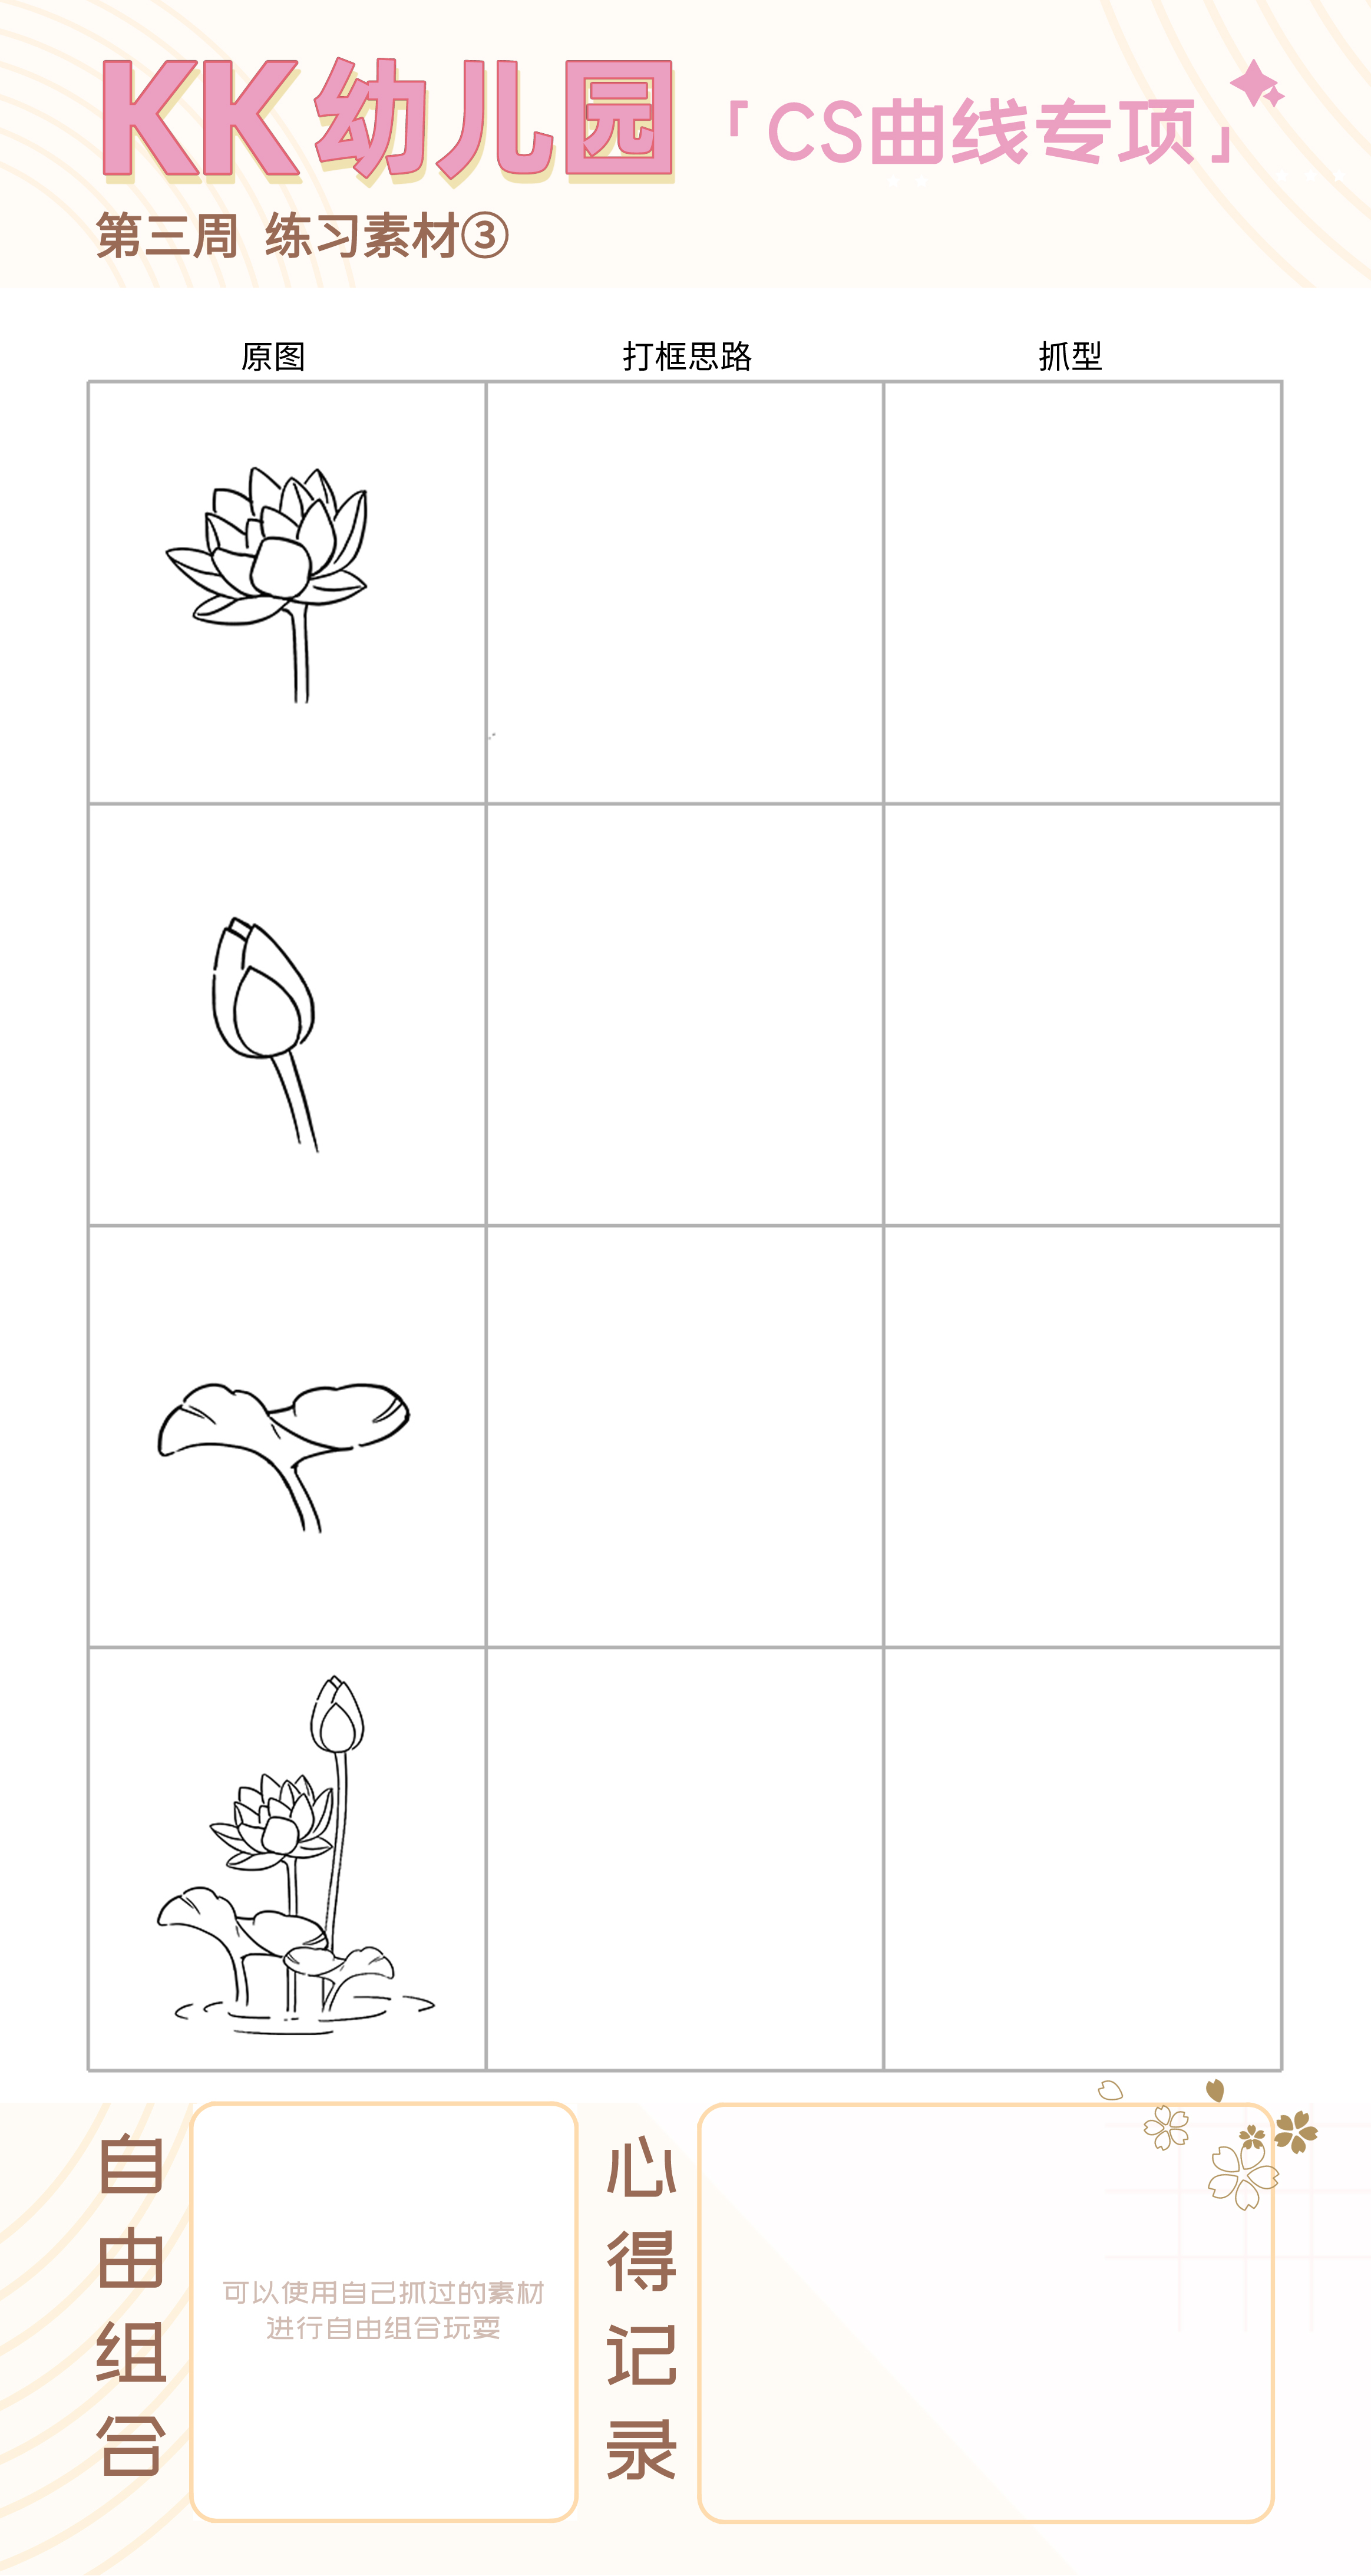 KK幼儿园「CS曲线专项」
第三周 练习素材③
原图 打框思路 抓型
自由组合
可以使用自己抓过的素材
进行自由组合玩耍
心得记录